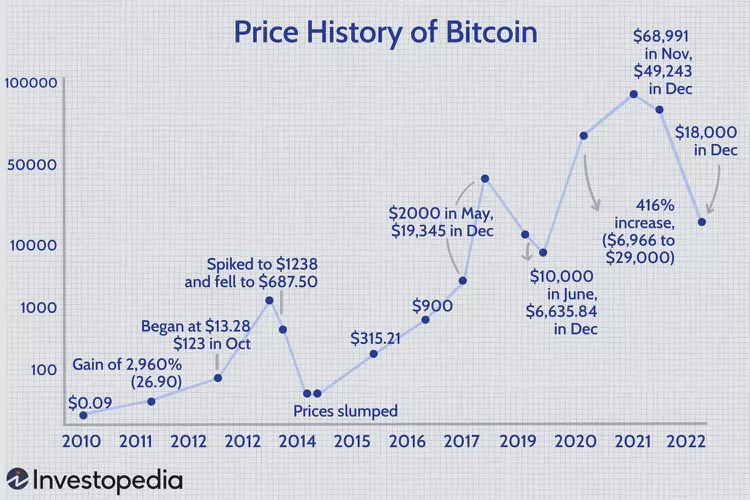 Price History of Bitcoin
$68,991
in Nov,
$49,243
in Dec
100000
$18,000
in Dec
50000
$2000 in May,
$19,345 in Dec
416%
increase,
($6,966 to
$29,000)
10000
Spiked to $1238
and fell to $687.50
$10,000
in June,
$6,635.84
in Dec
1000
$900
Began at $13.28
$123 in Oct
$315.21
100
Gain of 2,960%
(26.90)
$0.09
Prices slumped
2010 2011 2012 2012 2014 2015 2016 2017 2019 2020 2021 2022
Investopedia